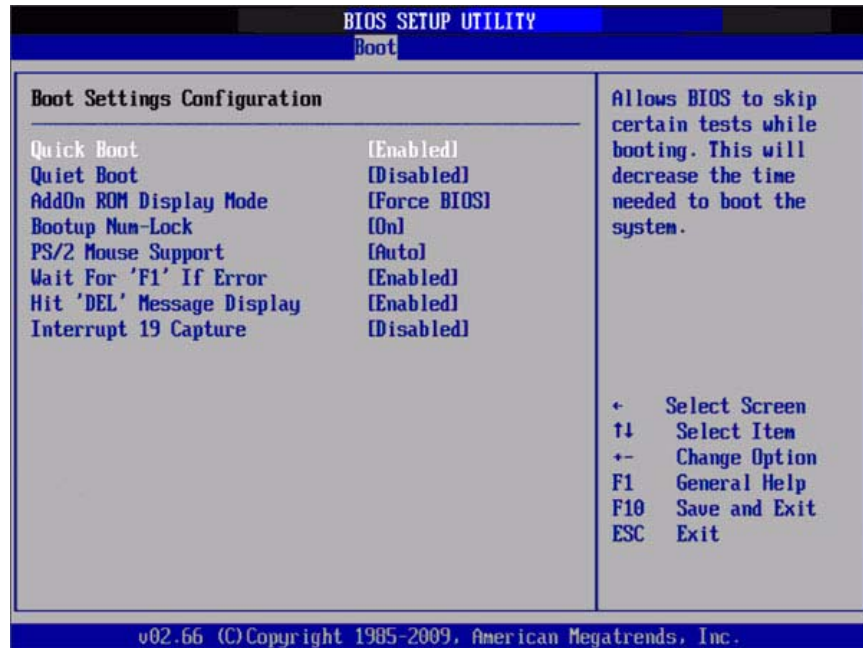 BIOS SETUP UTILITY
Boot
Boot Settings Configuration
Quick Boot [Enabled]
Quiet Boot [Disabled]
AddOn ROM Display Mode [Force BIOS]
Bootup Num-Lock [On]
PS/2 Mouse Support [Auto]
Wait For 'F1' If Error [Enabled]
Hit 'DEL' Message Display [Enabled]
Interrupt 19 Capture [Disabled]
Allows BIOS to skip
certain tests while
booting. This will
decrease the time
needed to boot the
system.
← Select Screen
↑↓ Select Item
+- Change Option
F1 General Help
F10 Save and Exit
ESC Exit
v02.66 (C)Copyright 1985-2009, American Megatrends, Inc.